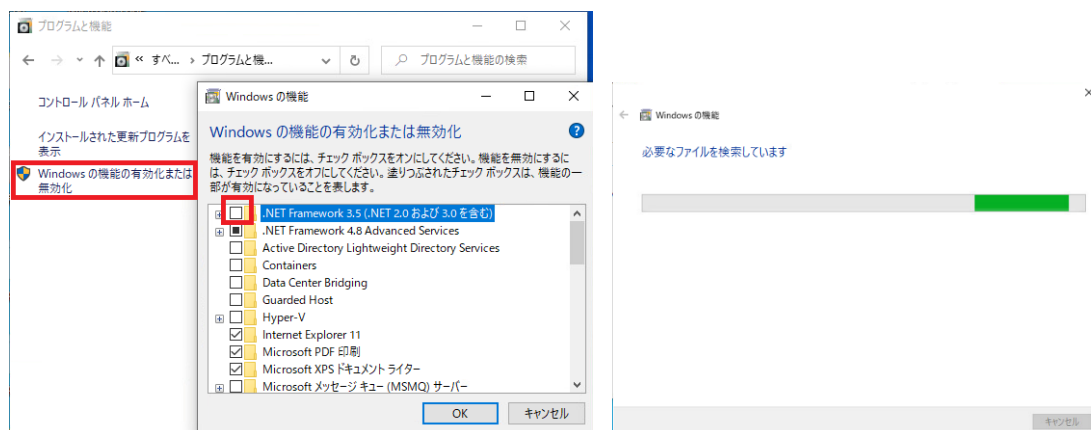 プログラムと機能
« すべ... › プログラムと機...
プログラムと機能の検索
コントロール パネル ホーム
インストールされた更新プログラムを
表示
Windows の機能の有効化または
無効化
Windows の機能
Windows の機能の有効化または無効化
機能を有効にするには、チェック ボックスをオンにしてください。機能を無効にするに
は、チェック ボックスをオフにしてください。塗りつぶされたチェック ボックスは、機能の一
部が有効になっていることを表します。
.NET Framework 3.5 (.NET 2.0 および 3.0 を含む)
.NET Framework 4.8 Advanced Services
Active Directory Lightweight Directory Services
Containers
Data Center Bridging
Guarded Host
Hyper-V
Internet Explorer 11
Microsoft PDF 印刷
Microsoft XPS ドキュメント ライター
Microsoft メッセージ キュー (MSMQ) サーバー
OK
キャンセル
Windows の機能
必要なファイルを検索しています
キャンセル